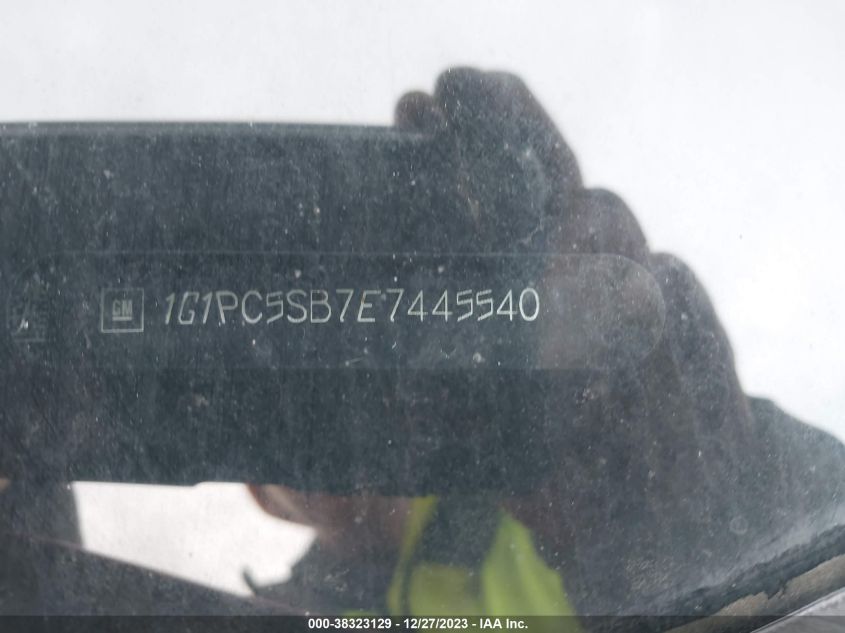 GM 1G1PC5SB7E7445540
000-38323129 - 12/27/2023 - IAA Inc.